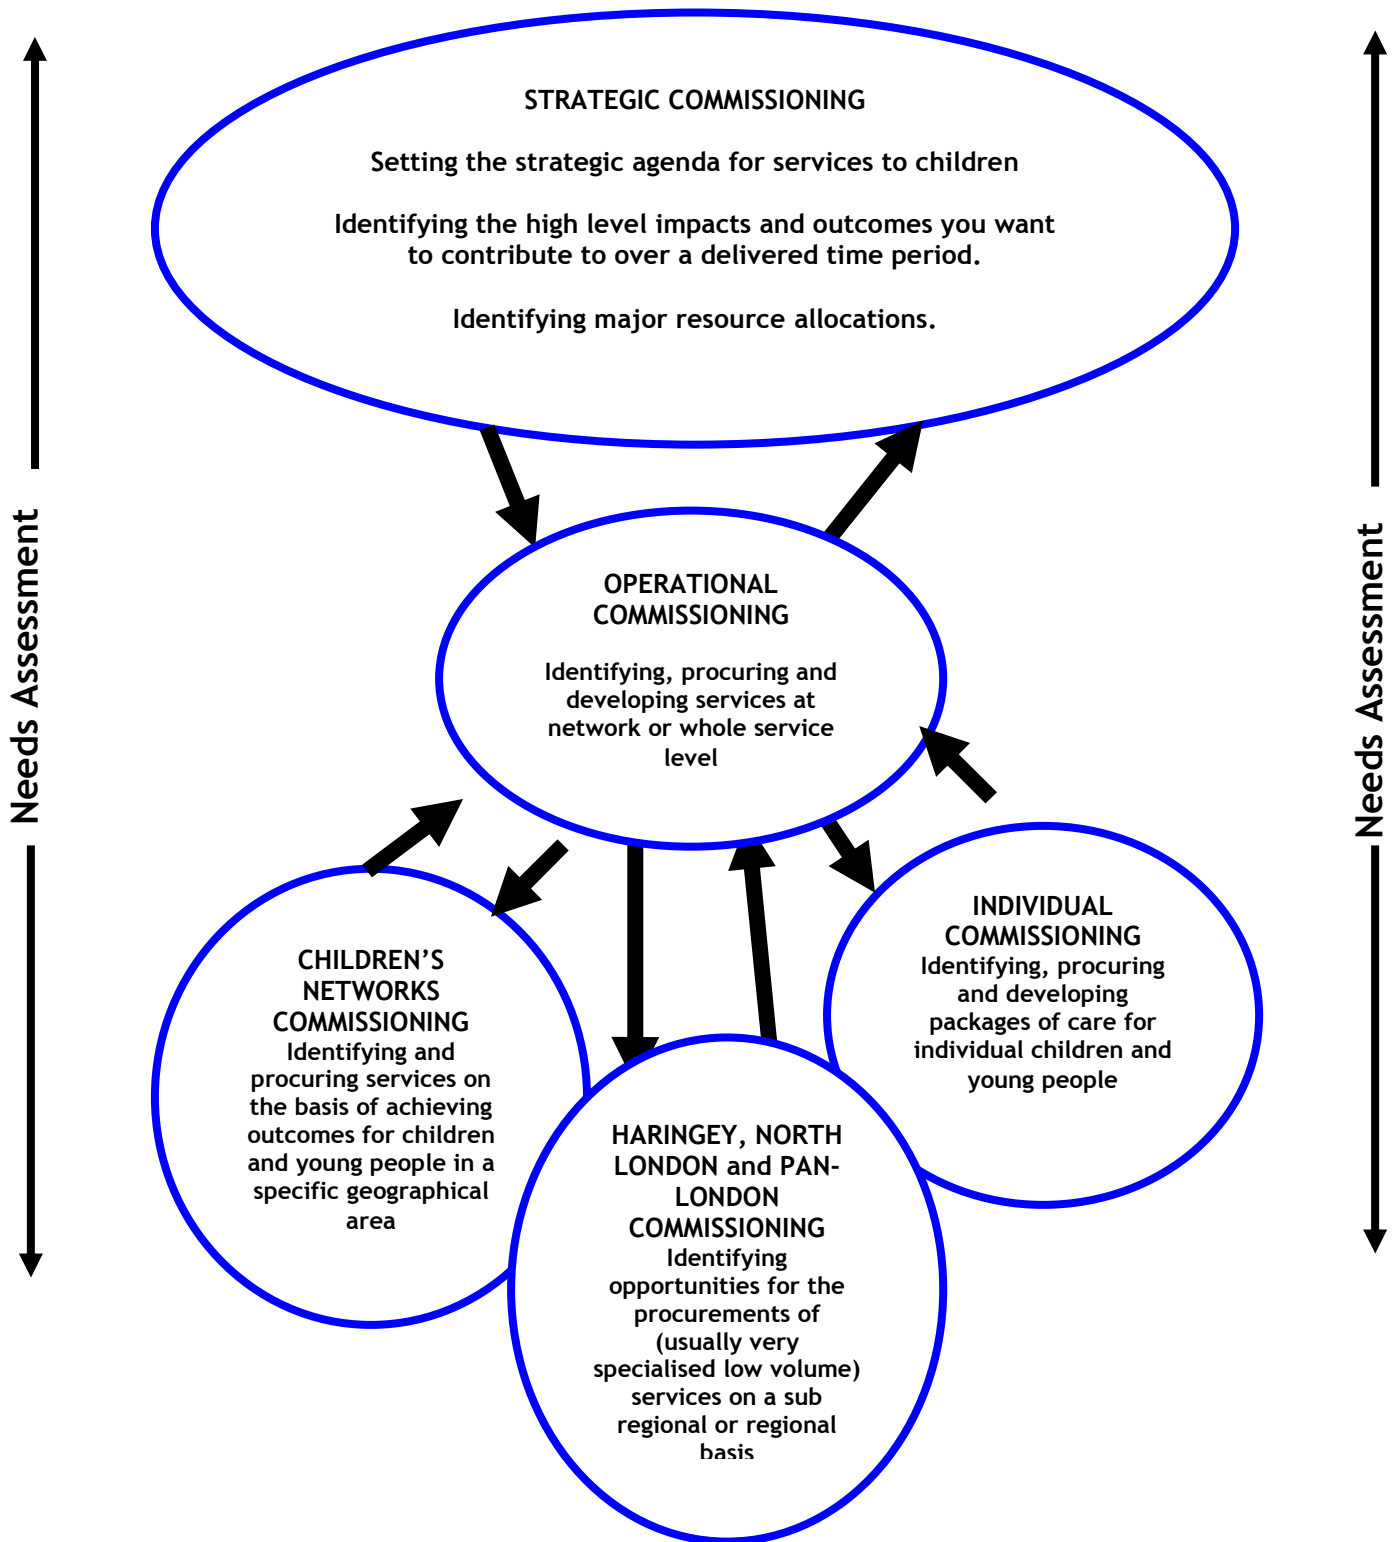 STRATEGIC COMMISSIONING
Setting the strategic agenda for services to children
Identifying the high level impacts and outcomes you want
to contribute to over a delivered time period.
Identifying major resource allocations.
Needs Assessment
Needs Assessment
OPERATIONAL
COMMISSIONING
Identifying, procuring and
developing services at
network or whole service
level
CHILDREN’S
NETWORKS
COMMISSIONING
Identifying and
procuring services on
the basis of achieving
outcomes for children
and young people in a
specific geographical
area
INDIVIDUAL
COMMISSIONING
Identifying, procuring
and developing
packages of care for
individual children and
young people
HARINGEY, NORTH
LONDON and PAN-
LONDON
COMMISSIONING
Identifying
opportunities for the
procurements of
(usually very
specialised low volume)
services on a sub
regional or regional
basis